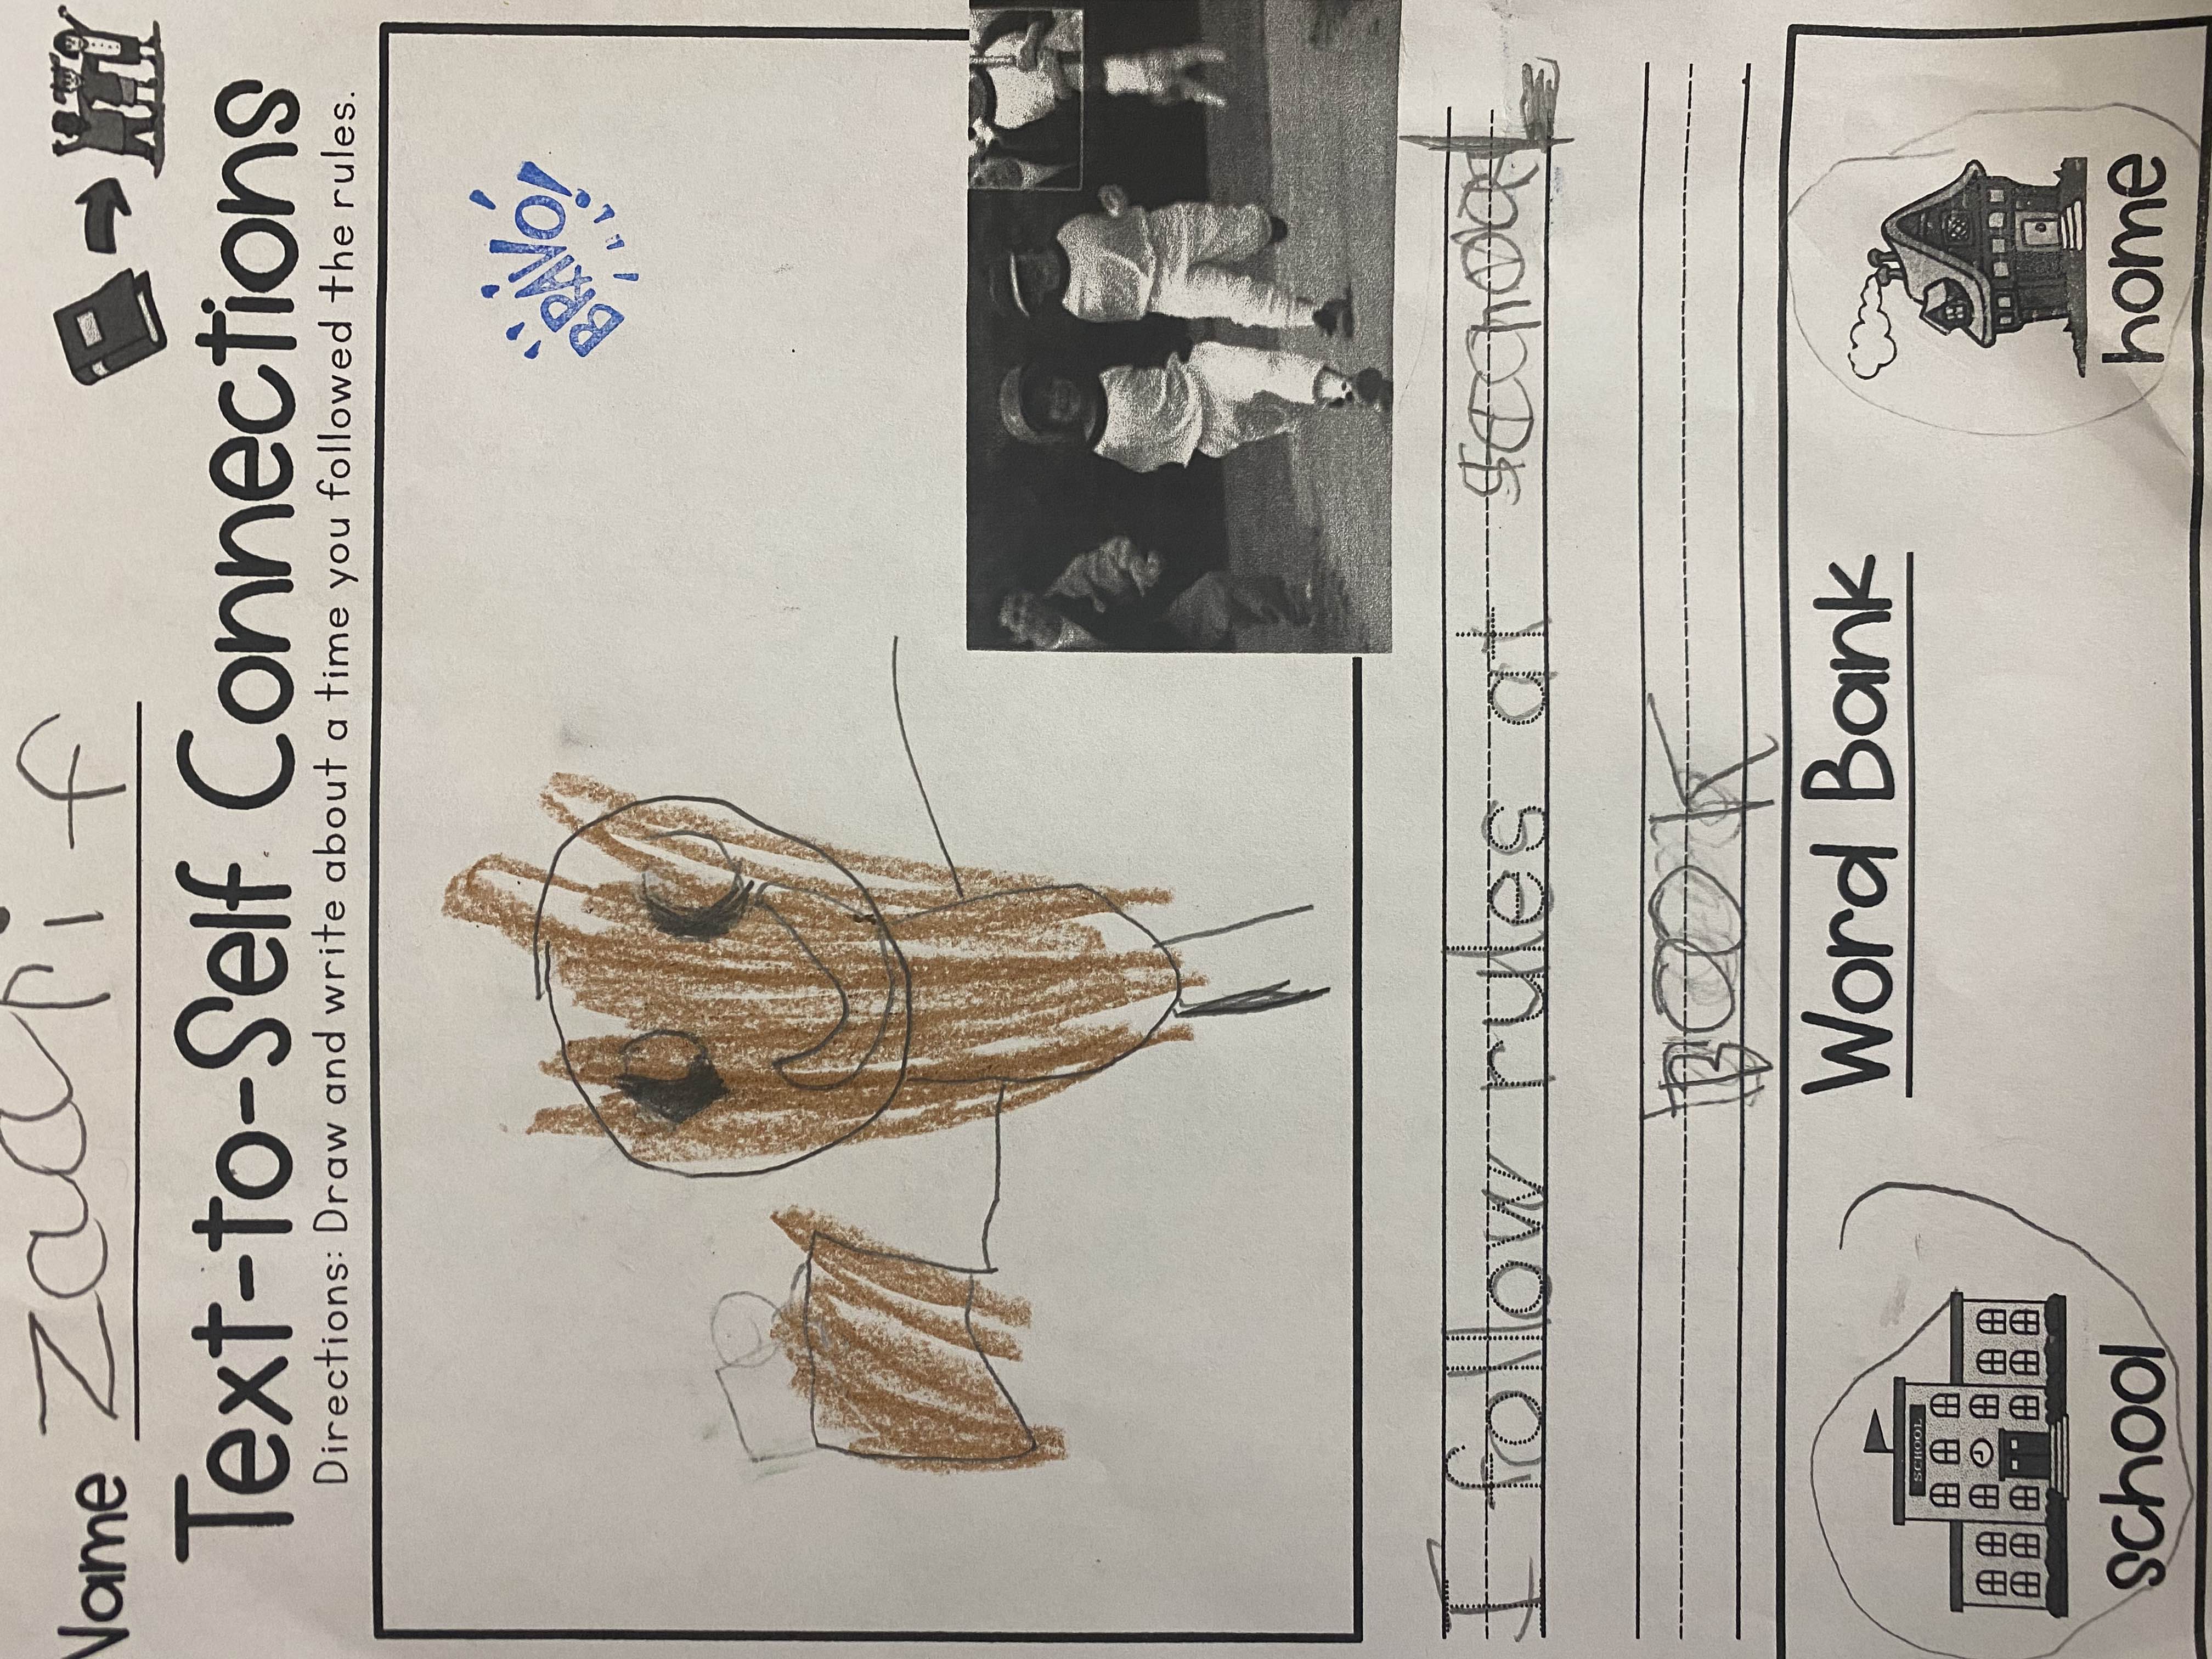 Name zaarif
Text-to-Self Connections
Directions: Draw and write about a time you followed the rules.
BRAVO!
I follow rules at school
BOOK
Word Bank
SCHOOL
school
home